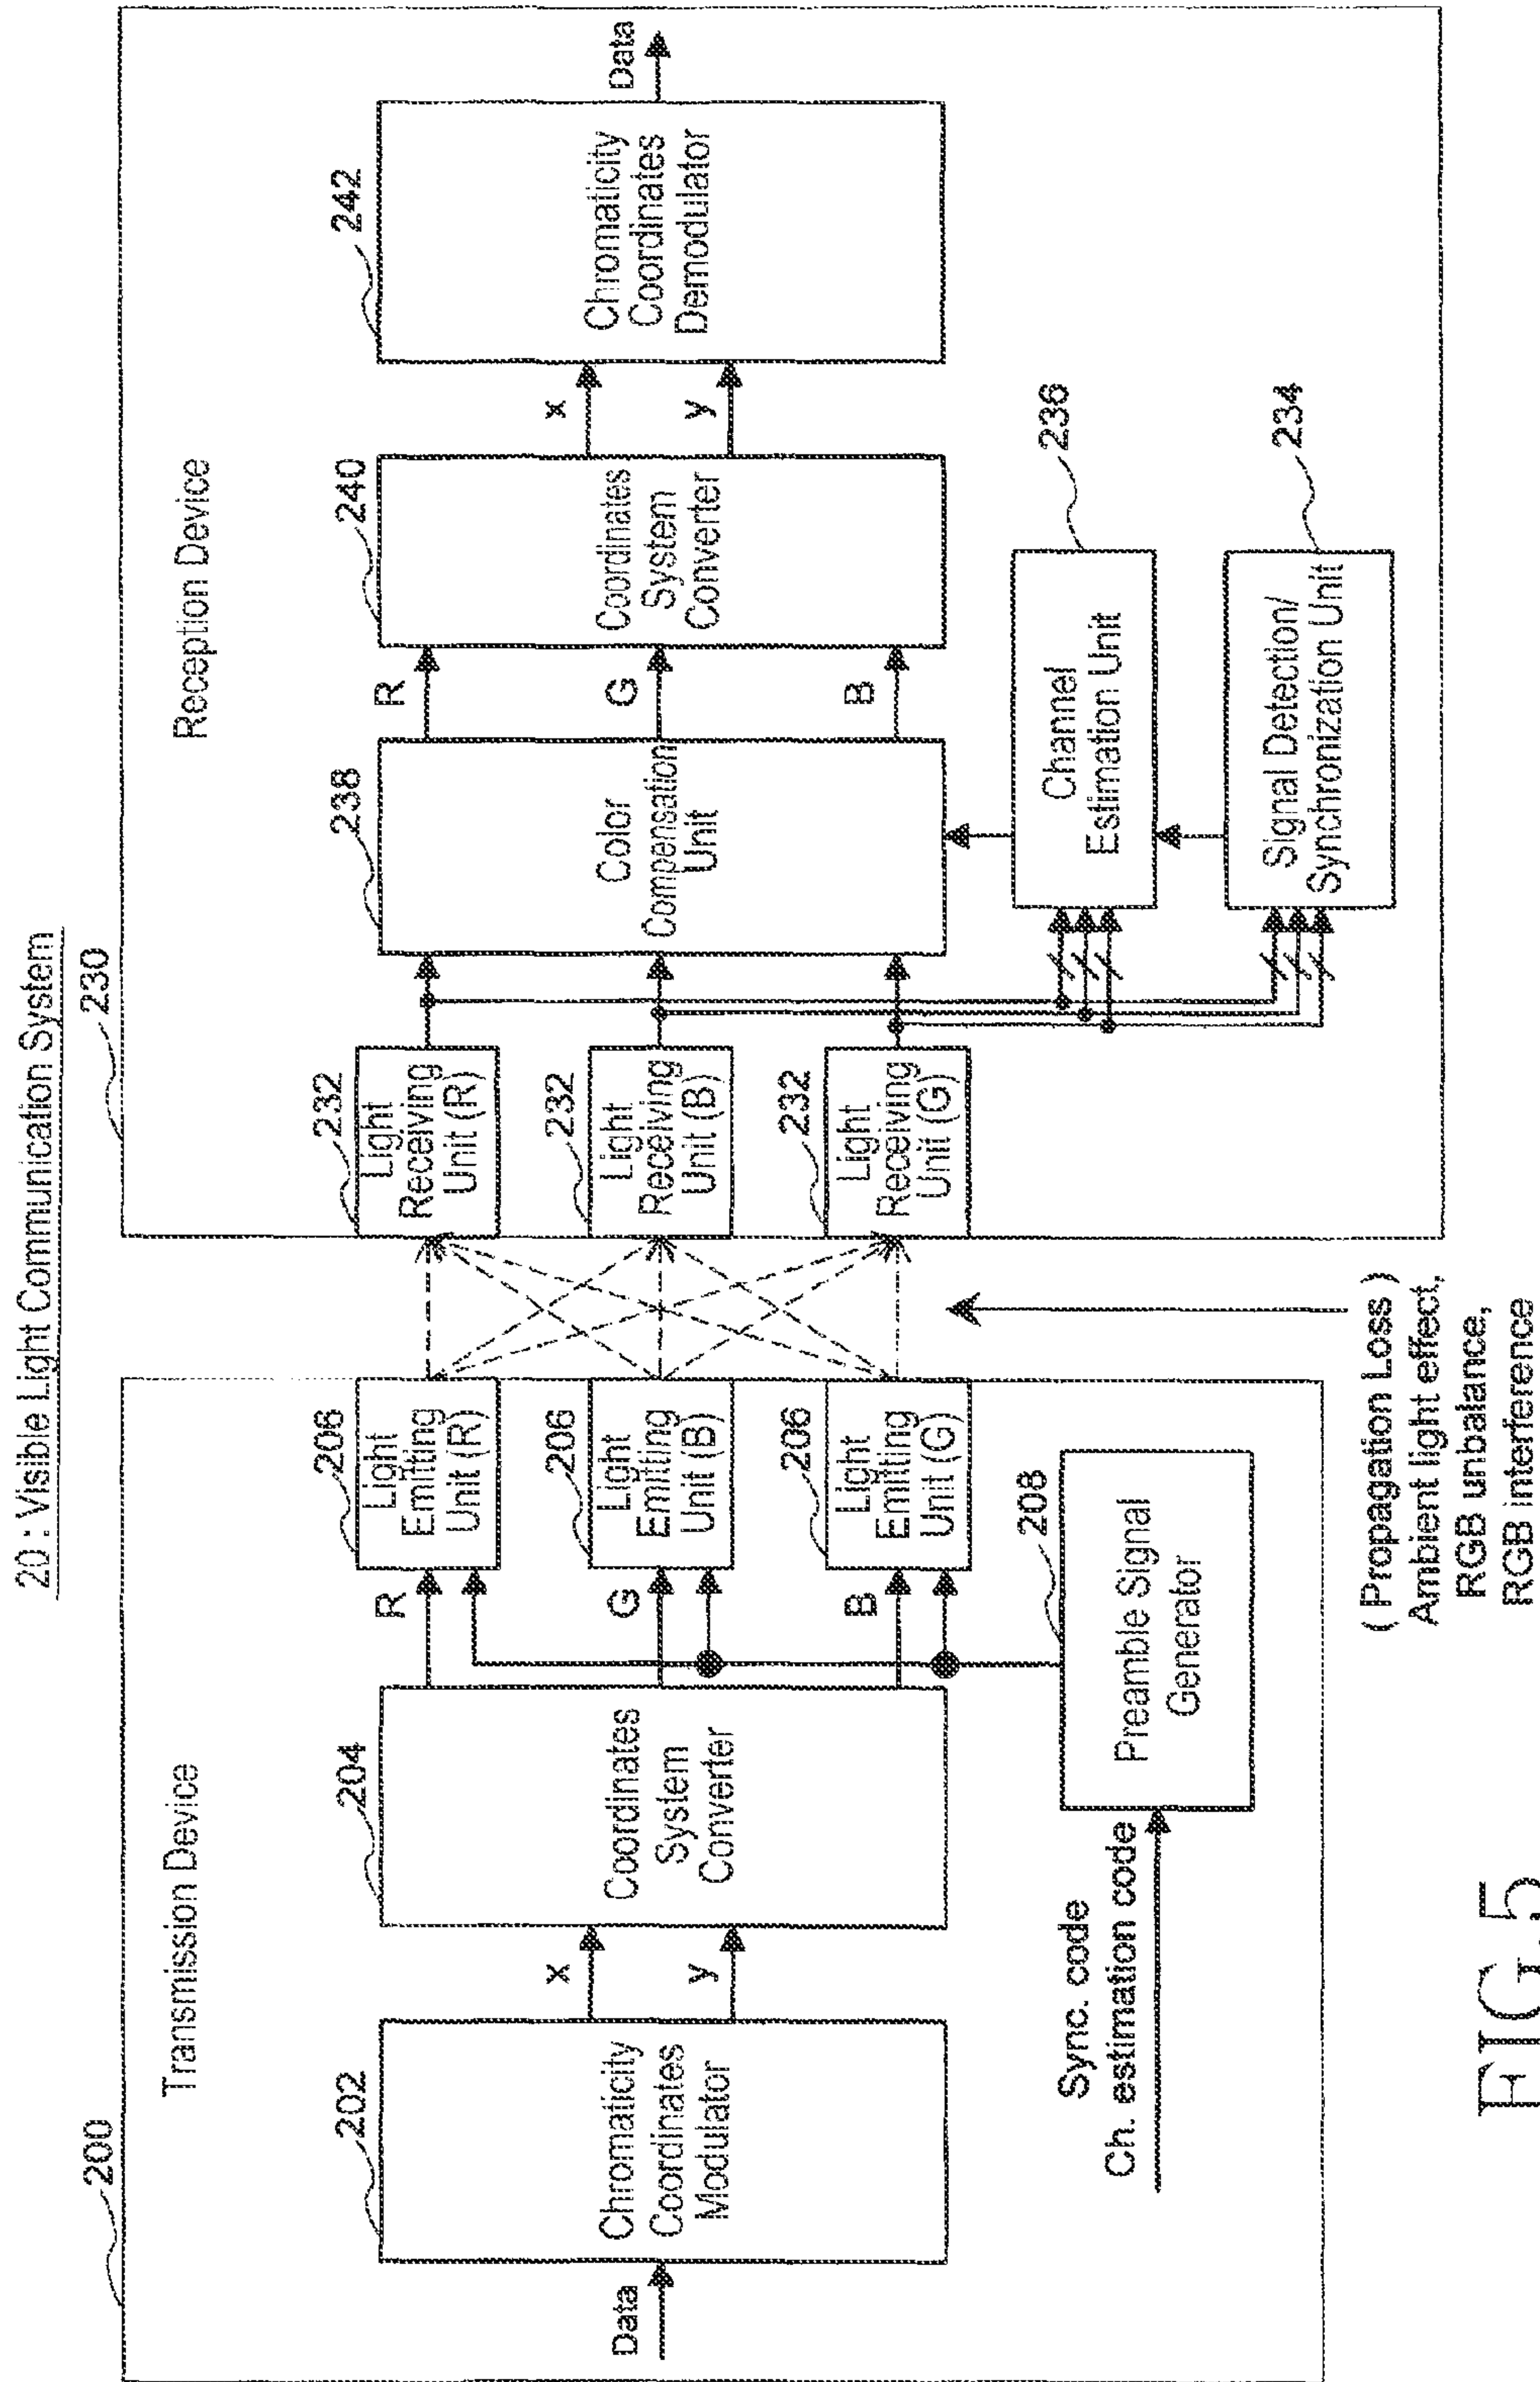 20 : Visible Light Communication System
200
Transmission Device
Data
202
Chromaticity
Coordinates
Modulator
x
y
204
Coordinates
System
Converter
R
G
B
206
Light
Emitting
Unit (R)
206
Light
Emitting
Unit (B)
206
Light
Emitting
Unit (G)
Sync. code
Ch. estimation code
208
Preamble Signal
Generator
( Propagation Loss )
Ambient light effect,
RGB unbalance,
RGB interference
230
Reception Device
232
Light
Receiving
Unit (R)
232
Light
Receiving
Unit (B)
232
Light
Receiving
Unit (G)
238
Color
Compensation
Unit
R
G
B
240
Coordinates
System
Converter
x
y
242
Chromaticity
Coordinates
Demodulator
Data
236
Channel
Estimation Unit
234
Signal Detection/
Synchronization Unit
FIG.5